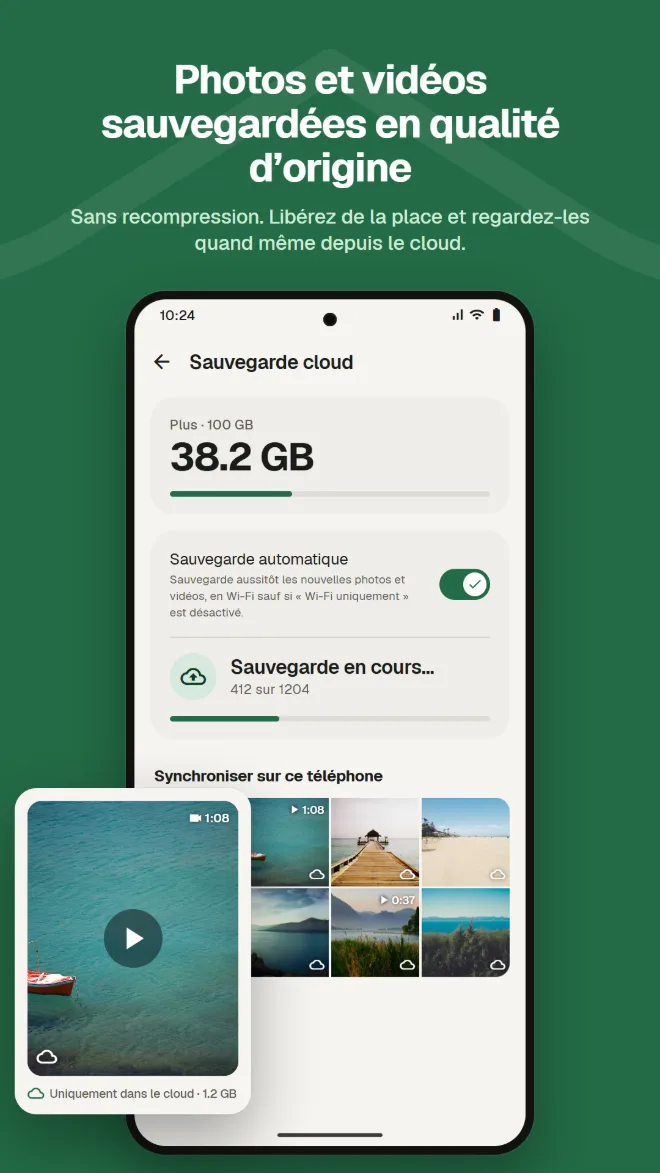 Photos et vidéos
sauvegardées en qualité
d’origine
Sans recompression. Libérez de la place et regardez-les
quand même depuis le cloud.
10:24
Sauvegarde cloud
Plus · 100 GB
38.2 GB
Sauvegarde automatique
Sauvegarde aussitôt les nouvelles photos et
vidéos, en Wi-Fi sauf si « Wi-Fi uniquement »
est désactivé.
Sauvegarde en cours...
412 sur 1204
Synchroniser sur ce téléphone
1:08
1:08
0:37
Uniquement dans le cloud · 1.2 GB